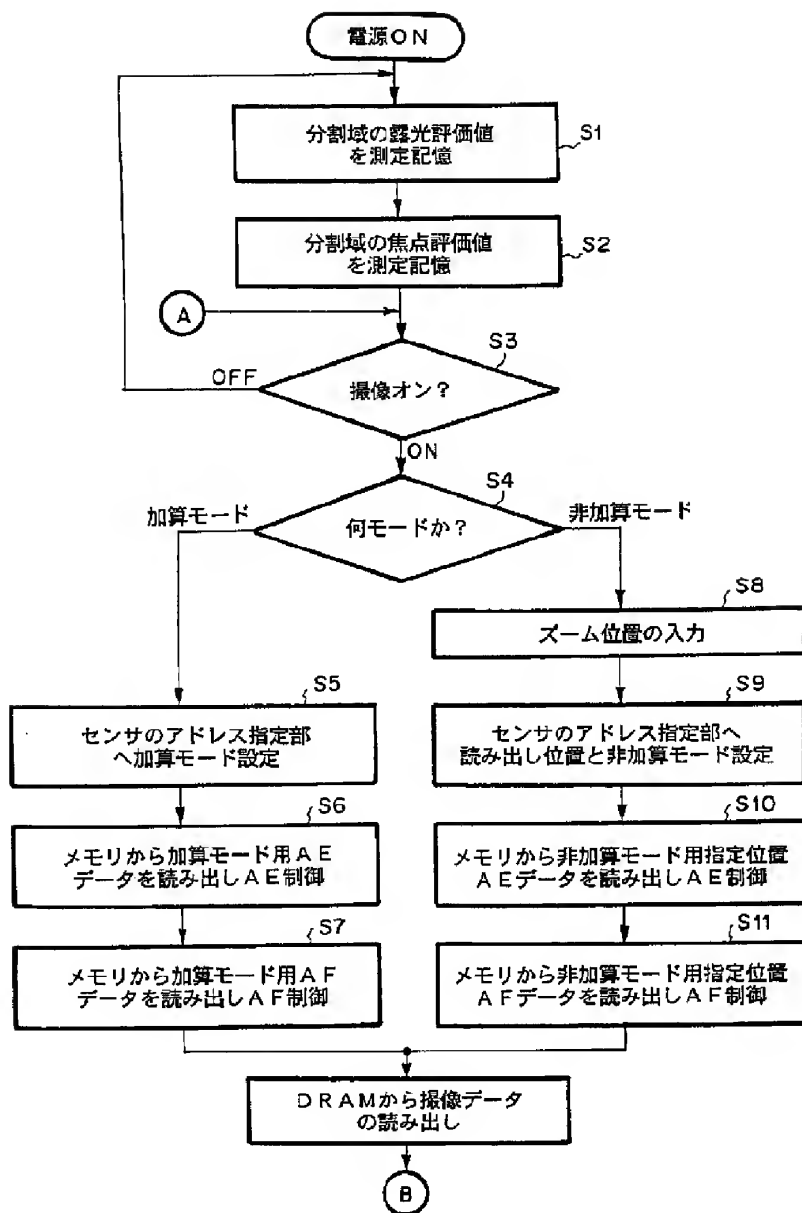 電源ON
分割域の露光評価値
を測定記憶
S1
分割域の焦点評価値
を測定記憶
S2
A
S3
撮像オン?
OFF
ON
S4
何モードか?
加算モード
非加算モード
S8
ズーム位置の入力
S5
センサのアドレス指定部
へ加算モード設定
S9
センサのアドレス指定部へ
読み出し位置と非加算モード設定
S6
メモリから加算モード用AE
データを読み出しAE制御
S10
メモリから非加算モード用指定位置
AEデータを読み出しAE制御
S7
メモリから加算モード用AF
データを読み出しAF制御
S11
メモリから非加算モード用指定位置
AFデータを読み出しAF制御
DRAMから撮像データ
の読み出し
B